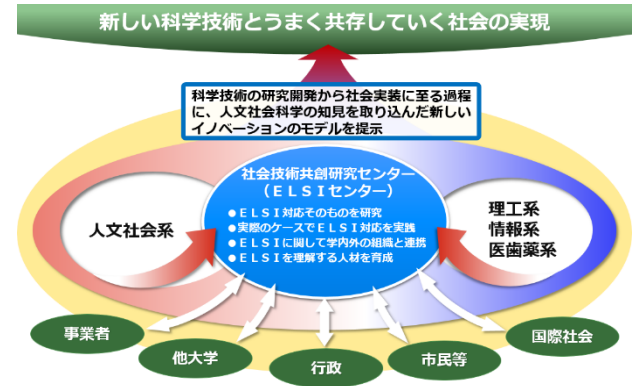 新しい科学技術とうまく共存していく社会の実現
科学技術の研究開発から社会実装に至る過程
に、人文社会科学の知見を取り込んだ新しい
イノベーションのモデルを提示
社会技術共創研究センター
（ＥＬＳＩセンター）
●ＥＬＳＩ対応そのものを研究
●実際のケースでＥＬＳＩ対応を実践
●ＥＬＳＩに関して学内外の組織と連携
●ＥＬＳＩを理解する人材を育成
人文社会系
理工系
情報系
医歯薬系
事業者
他大学
行政
市民等
国際社会